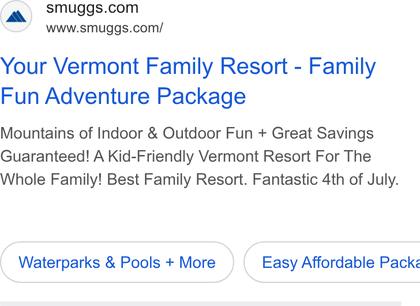 smuggs.com
www.smuggs.com/
Your Vermont Family Resort - Family
Fun Adventure Package
Mountains of Indoor & Outdoor Fun + Great Savings
Guaranteed! A Kid-Friendly Vermont Resort For The
Whole Family! Best Family Resort. Fantastic 4th of July.
Waterparks & Pools + More
Easy Affordable Packa